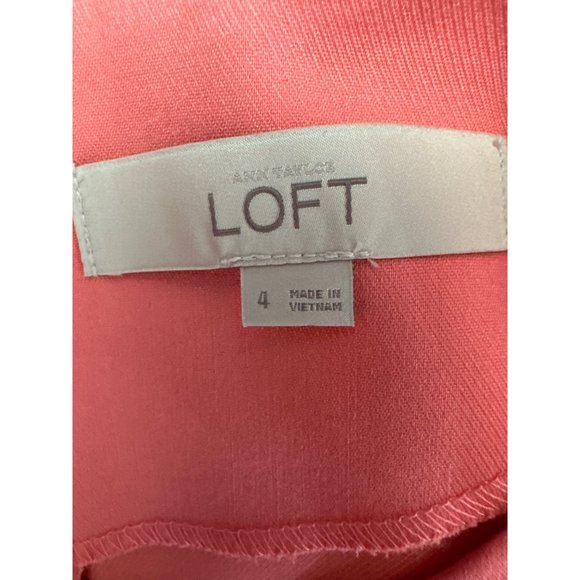 ANN TAYLOR
LOFT
4
MADE IN
VIETNAM